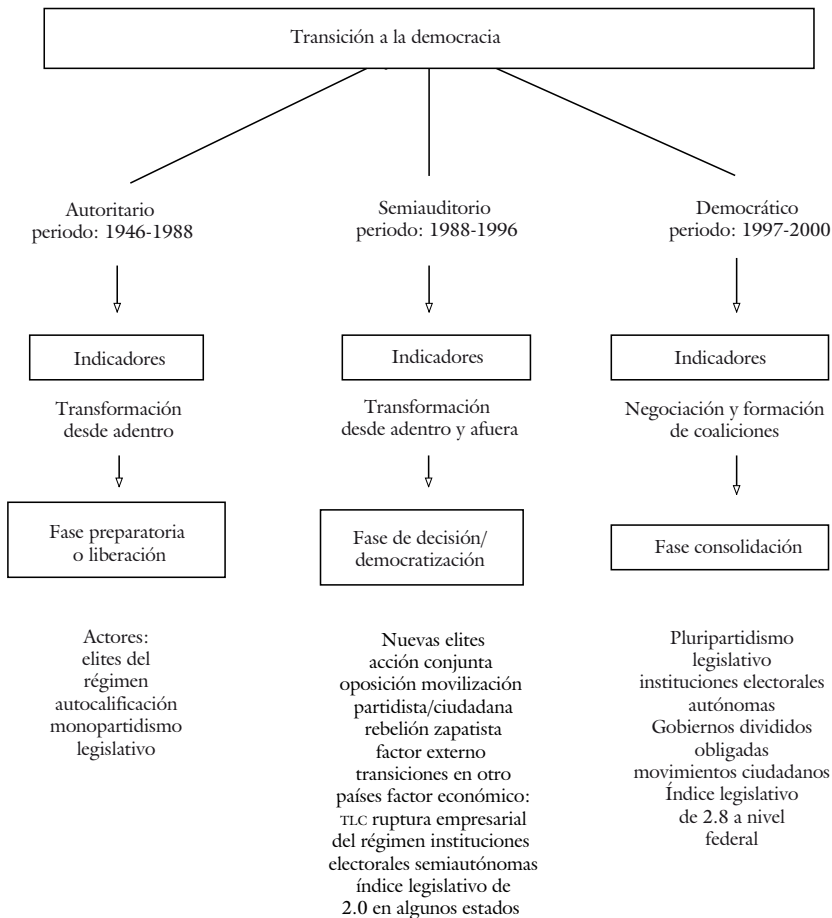 Transición a la democracia
Autoritario
periodo: 1946-1988
Semiauditorio
periodo: 1988-1996
Democrático
periodo: 1997-2000
Indicadores
Indicadores
Indicadores
Transformación
desde adentro
Transformación
desde adentro y afuera
Negociación y formación
de coaliciones
Fase preparatoria
o liberación
Fase de decisión/
democratización
Fase consolidación
Actores:
elites del
régimen
autocalificación
monopartidismo
legislativo
Nuevas elites
acción conjunta
oposición movilización
partidista/ciudadana
rebelión zapatista
factor externo
transiciones en otro
países factor económico:
TLC ruptura empresarial
del régimen instituciones
electorales semiautónomas
índice legislativo de
2.0 en algunos estados
Pluripartidismo
legislativo
instituciones electorales
autónomas
Gobiernos divididos
obligadas
movimientos ciudadanos
Índice legislativo
de 2.8 a nivel
federal